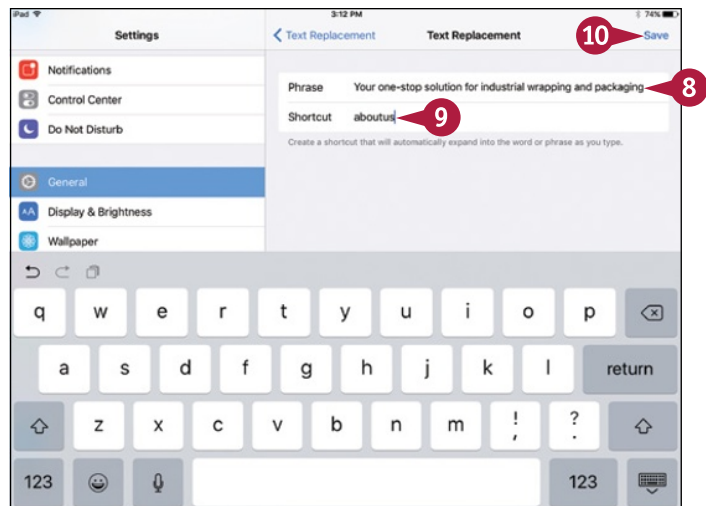 iPad 3:12 PM 74%
Settings
Text Replacement Text Replacement 10 Save
Notifications
Control Center
Do Not Disturb
General
Display & Brightness
Wallpaper
Phrase Your one-stop solution for industrial wrapping and packaging 8
Shortcut aboutus 9
Create a shortcut that will automatically expand into the word or phrase as you type.
q w e r t y u i o p
a s d f g h j k l return
z x c v b n m ! , ? .
123 123